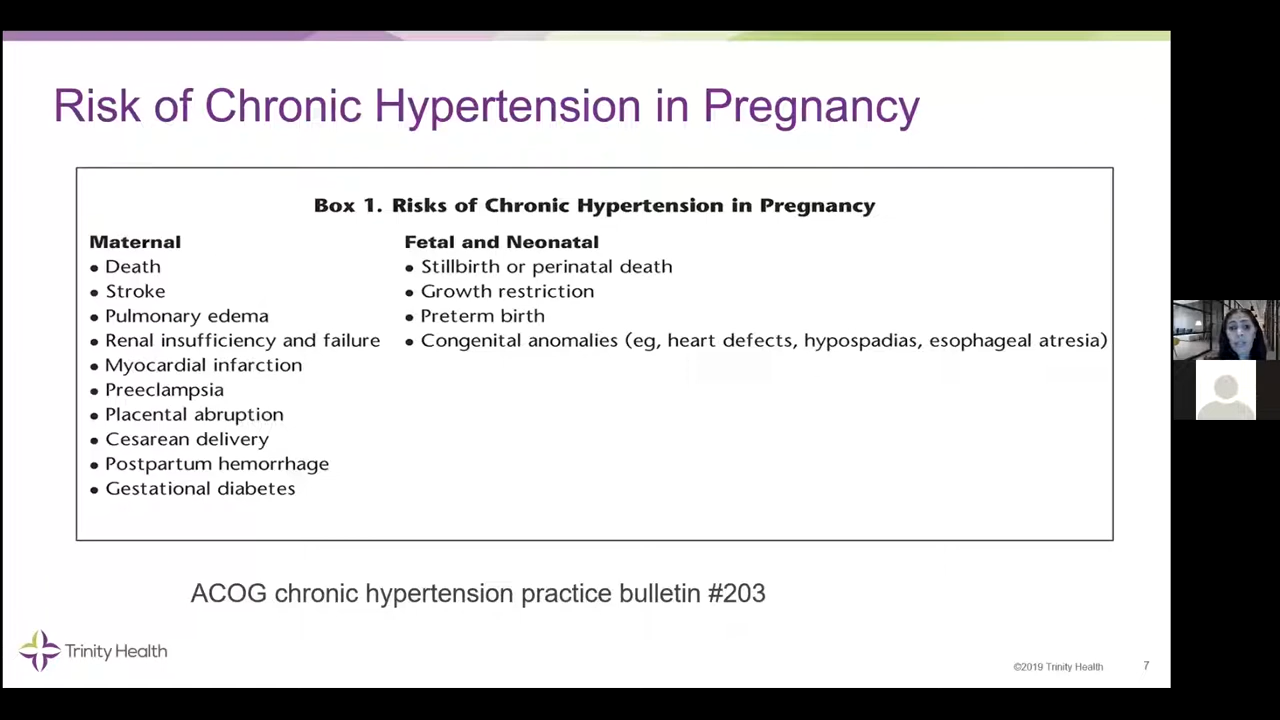 Risk of Chronic Hypertension in Pregnancy
Box 1. Risks of Chronic Hypertension in Pregnancy
Maternal
• Death
• Stroke
• Pulmonary edema
• Renal insufficiency and failure
• Myocardial infarction
• Preeclampsia
• Placental abruption
• Cesarean delivery
• Postpartum hemorrhage
• Gestational diabetes
Fetal and Neonatal
• Stillbirth or perinatal death
• Growth restriction
• Preterm birth
• Congenital anomalies (eg, heart defects, hypospadias, esophageal atresia)
ACOG chronic hypertension practice bulletin #203
Trinity Health
©2019 Trinity Health
7